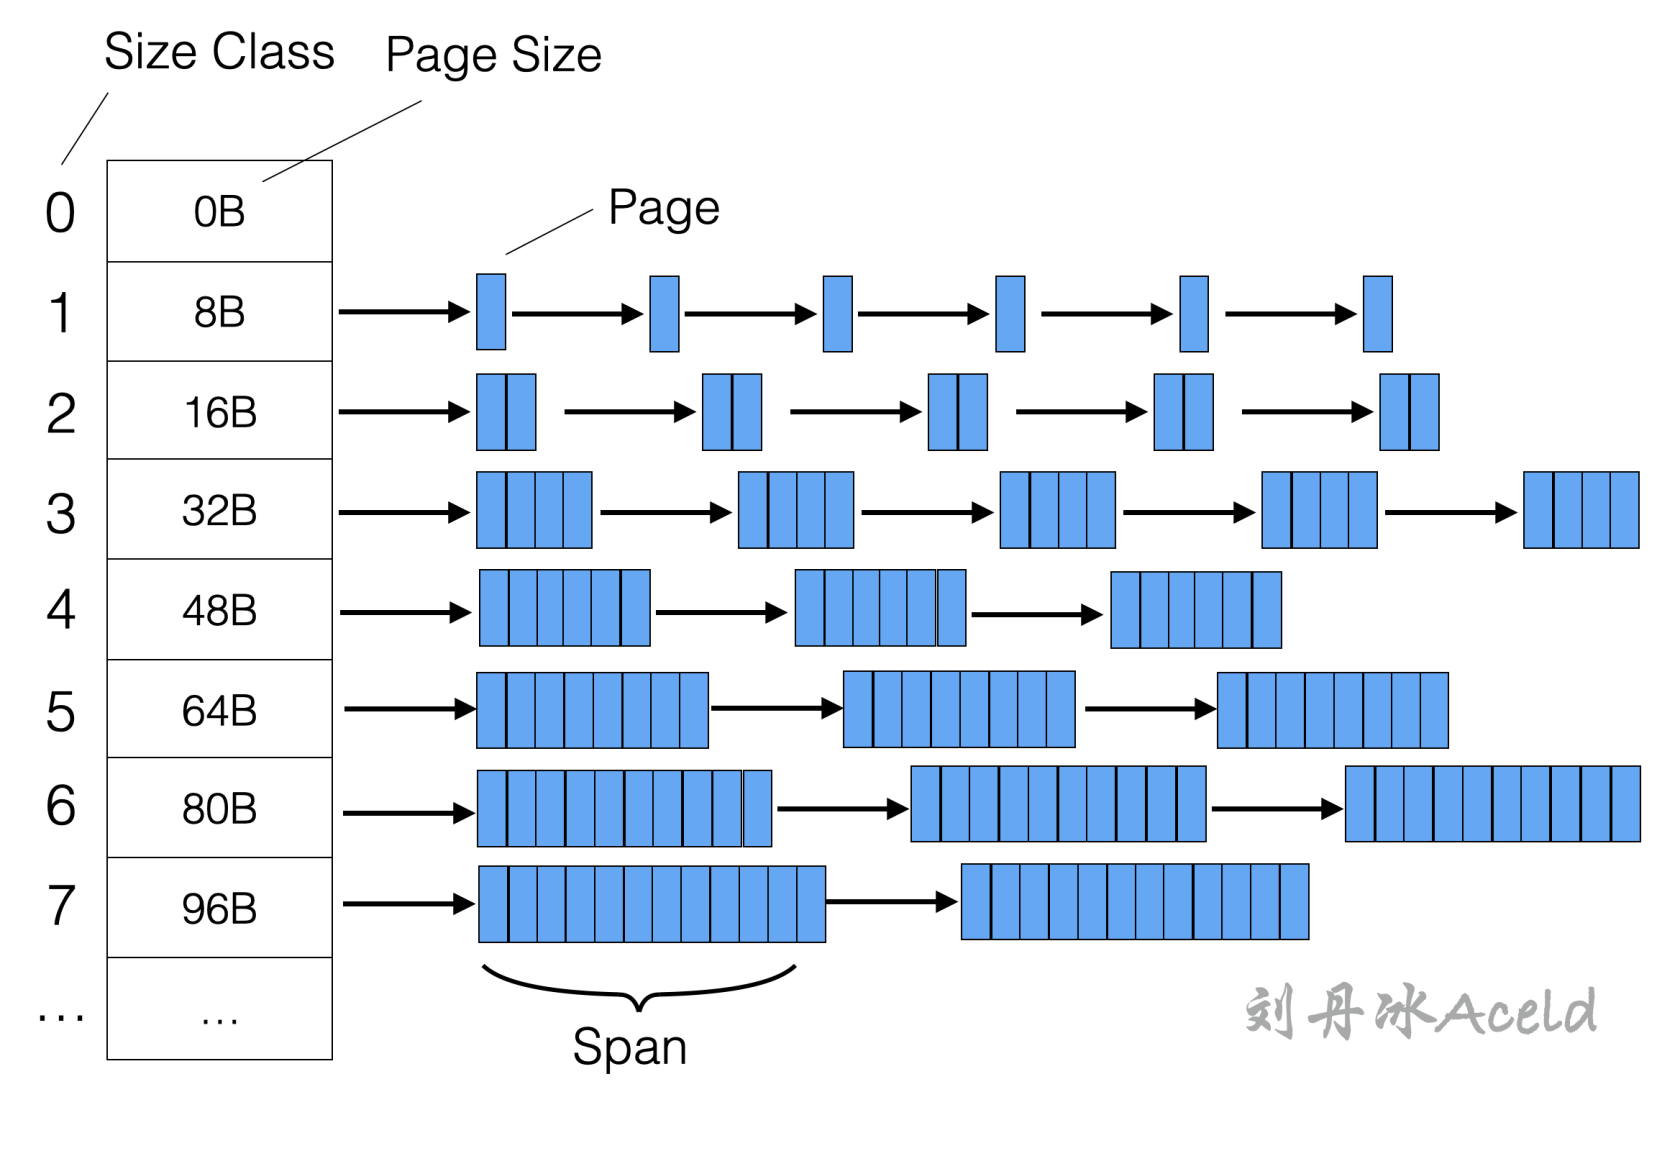 Size Class
Page Size
0 0B
Page
1 8B
2 16B
3 32B
4 48B
5 64B
6 80B
7 96B
... ...
Span
刘丹冰Aceld